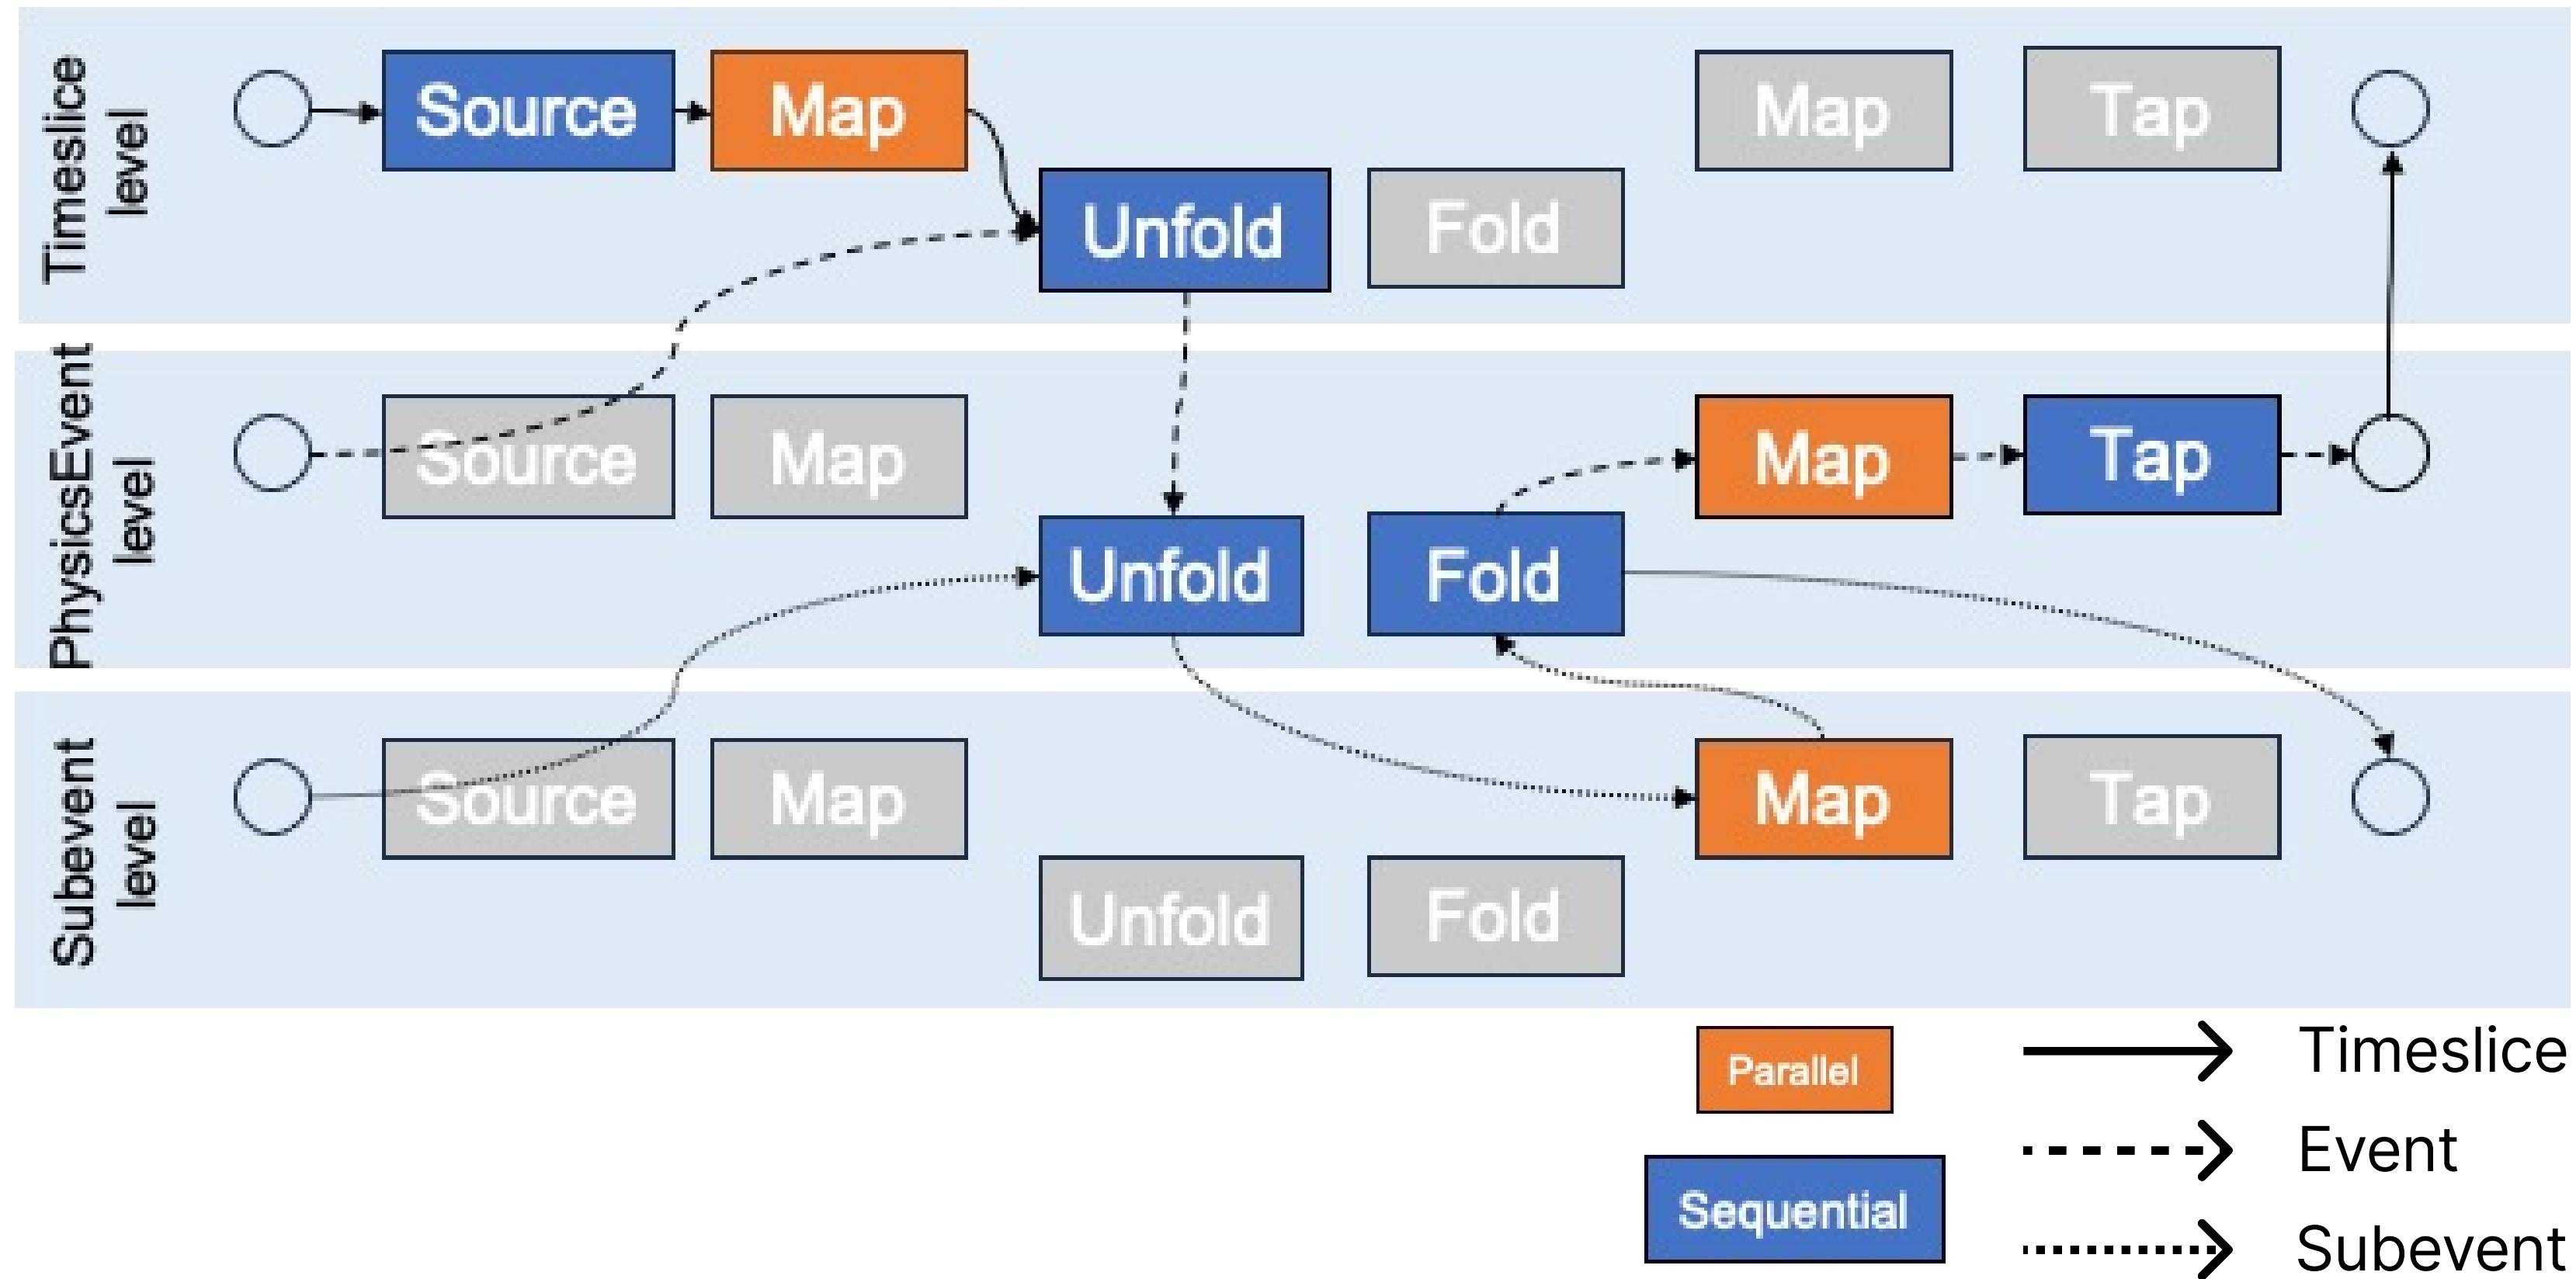 Timeslice
level
Source
Map
Map
Tap
Unfold
Fold
PhysicsEvent
level
Source
Map
Map
Tap
Unfold
Fold
Subevent
level
Source
Map
Map
Tap
Unfold
Fold
Parallel
Timeslice
Event
Sequential
Subevent